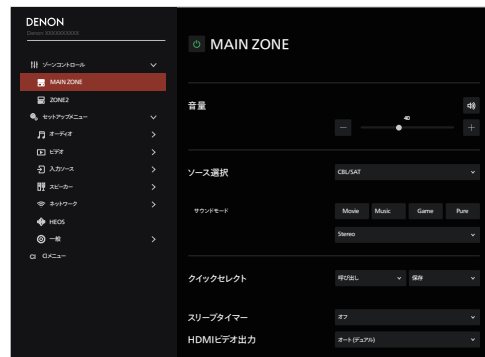 DENON
Denon XXXXXXXXXX
ゾーンコントロール
MAIN ZONE
ZONE2
セットアップメニュー
オーディオ
ビデオ
入力ソース
スピーカー
ネットワーク
HEOS
一般
CI CIメニュー
MAIN ZONE
音量
40
ソース選択
CBL/SAT
サウンドモード
Movie Music Game Pure
Stereo
クイックセレクト
呼び出し 保存
スリープタイマー
オフ
HDMIビデオ出力
オート (デュアル)